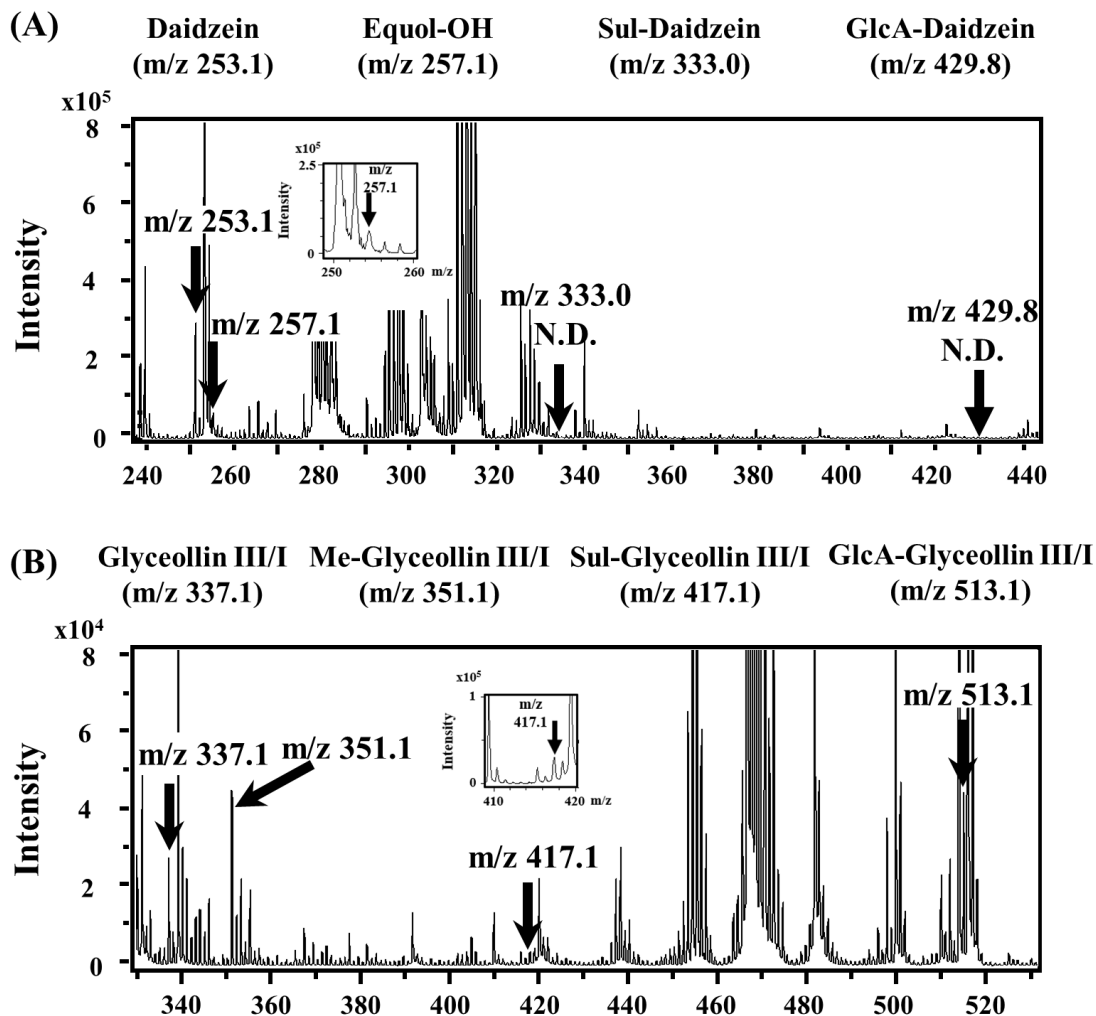 (A)
Daidzein Equol-OH Sul-Daidzein GlcA-Daidzein
(m/z 253.1) (m/z 257.1) (m/z 333.0) (m/z 429.8)
x10⁵
8
6
4
2
0
Intensity
m/z 253.1
m/z 257.1
x10⁵
2.5
0
Intensity
m/z
257.1
250 260 m/z
m/z 333.0
N.D.
m/z 429.8
N.D.
240 260 280 300 320 340 360 380 400 420 440
(B)
Glyceollin III/I Me-Glyceollin III/I Sul-Glyceollin III/I GlcA-Glyceollin III/I
(m/z 337.1) (m/z 351.1) (m/z 417.1) (m/z 513.1)
x10⁴
8
6
4
2
0
Intensity
m/z 337.1
m/z 351.1
x10⁵
1
0
Intensity
m/z
417.1
410 420 m/z
m/z 417.1
m/z 513.1
340 360 380 400 420 440 460 480 500 520